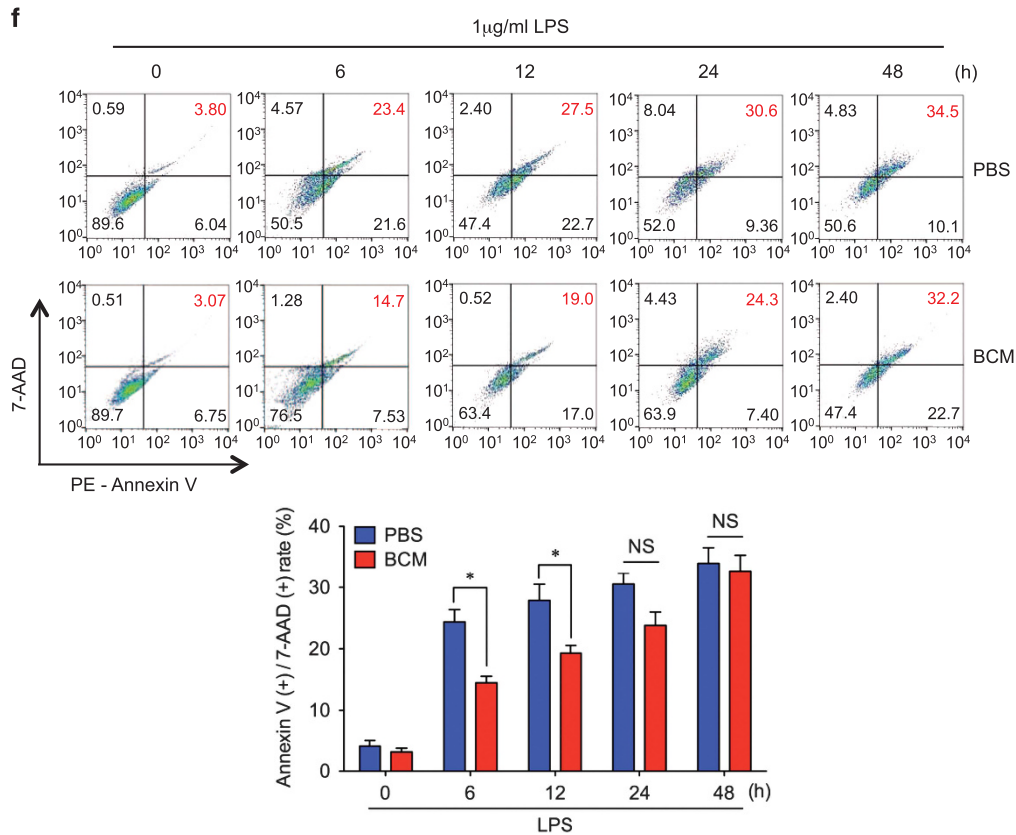 f
1μg/ml LPS
0 6 12 24 48 (h)
10⁴ 10³ 10² 10¹ 10⁰
0.59 3.80
89.6 6.04
10⁰ 10¹ 10² 10³ 10⁴
10⁴ 10³ 10² 10¹ 10⁰
4.57 23.4
50.5 21.6
10⁰ 10¹ 10² 10³ 10⁴
10⁴ 10³ 10² 10¹ 10⁰
2.40 27.5
47.4 22.7
10⁰ 10¹ 10² 10³ 10⁴
10⁴ 10³ 10² 10¹ 10⁰
8.04 30.6
52.0 9.36
10⁰ 10¹ 10² 10³ 10⁴
10⁴ 10³ 10² 10¹ 10⁰
4.83 34.5
50.6 10.1
10⁰ 10¹ 10² 10³ 10⁴
PBS
10⁴ 10³ 10² 10¹ 10⁰
0.51 3.07
89.7 6.75
10⁰ 10¹ 10² 10³ 10⁴
10⁴ 10³ 10² 10¹ 10⁰
1.28 14.7
76.5 7.53
10⁰ 10¹ 10² 10³ 10⁴
10⁴ 10³ 10² 10¹ 10⁰
0.52 19.0
63.4 17.0
10⁰ 10¹ 10² 10³ 10⁴
10⁴ 10³ 10² 10¹ 10⁰
4.43 24.3
63.9 7.40
10⁰ 10¹ 10² 10³ 10⁴
10⁴ 10³ 10² 10¹ 10⁰
2.40 32.2
47.4 22.7
10⁰ 10¹ 10² 10³ 10⁴
BCM
7-AAD
PE - Annexin V
Annexin V (+) / 7-AAD (+) rate (%)
40
30
20
10
0
PBS
BCM
*
*
NS
NS
0 6 12 24 48 (h)
LPS